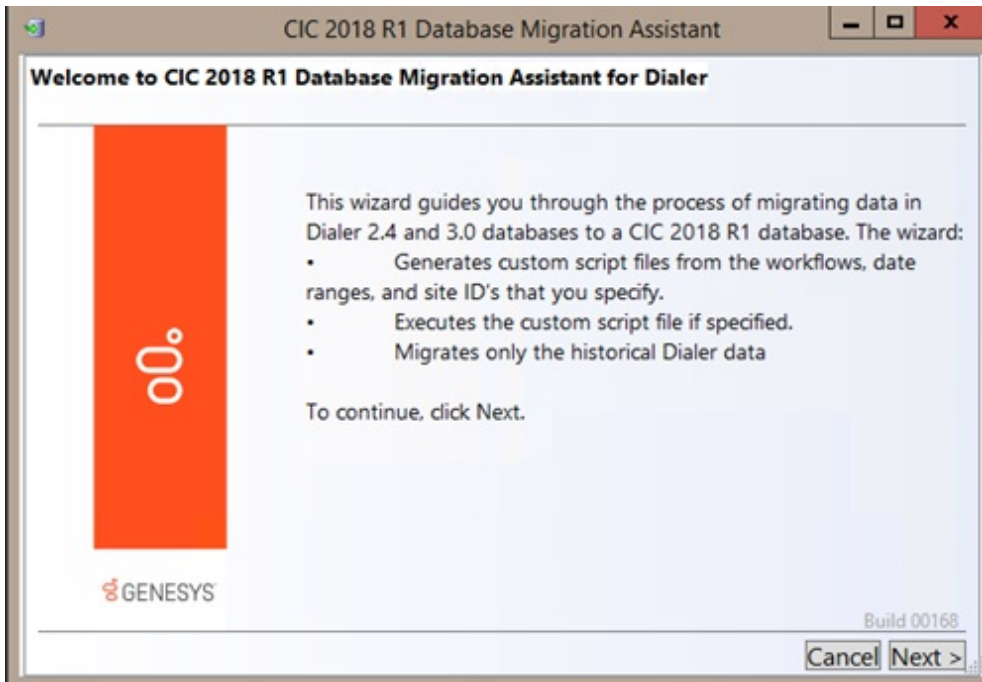 CIC 2018 R1 Database Migration Assistant
Welcome to CIC 2018 R1 Database Migration Assistant for Dialer
This wizard guides you through the process of migrating data in
Dialer 2.4 and 3.0 databases to a CIC 2018 R1 database. The wizard:
• Generates custom script files from the workflows, date
ranges, and site ID's that you specify.
• Executes the custom script file if specified.
• Migrates only the historical Dialer data
To continue, click Next.
GENESYS
Build 00168
Cancel Next >